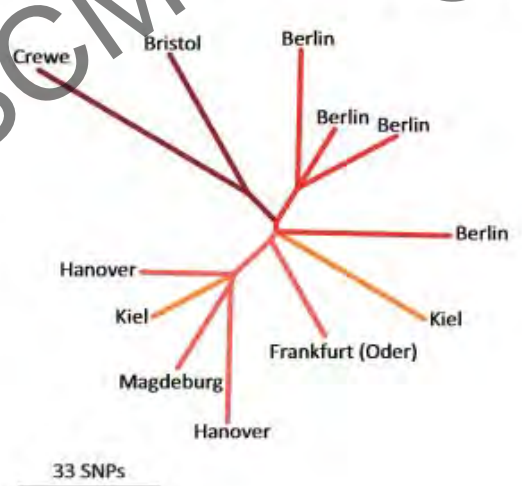 Berlin
Bristol
Crewe
Berlin
Berlin
Berlin
Hanover
Kiel
Kiel
Frankfurt (Oder)
Magdeburg
Hanover
33 SNPs